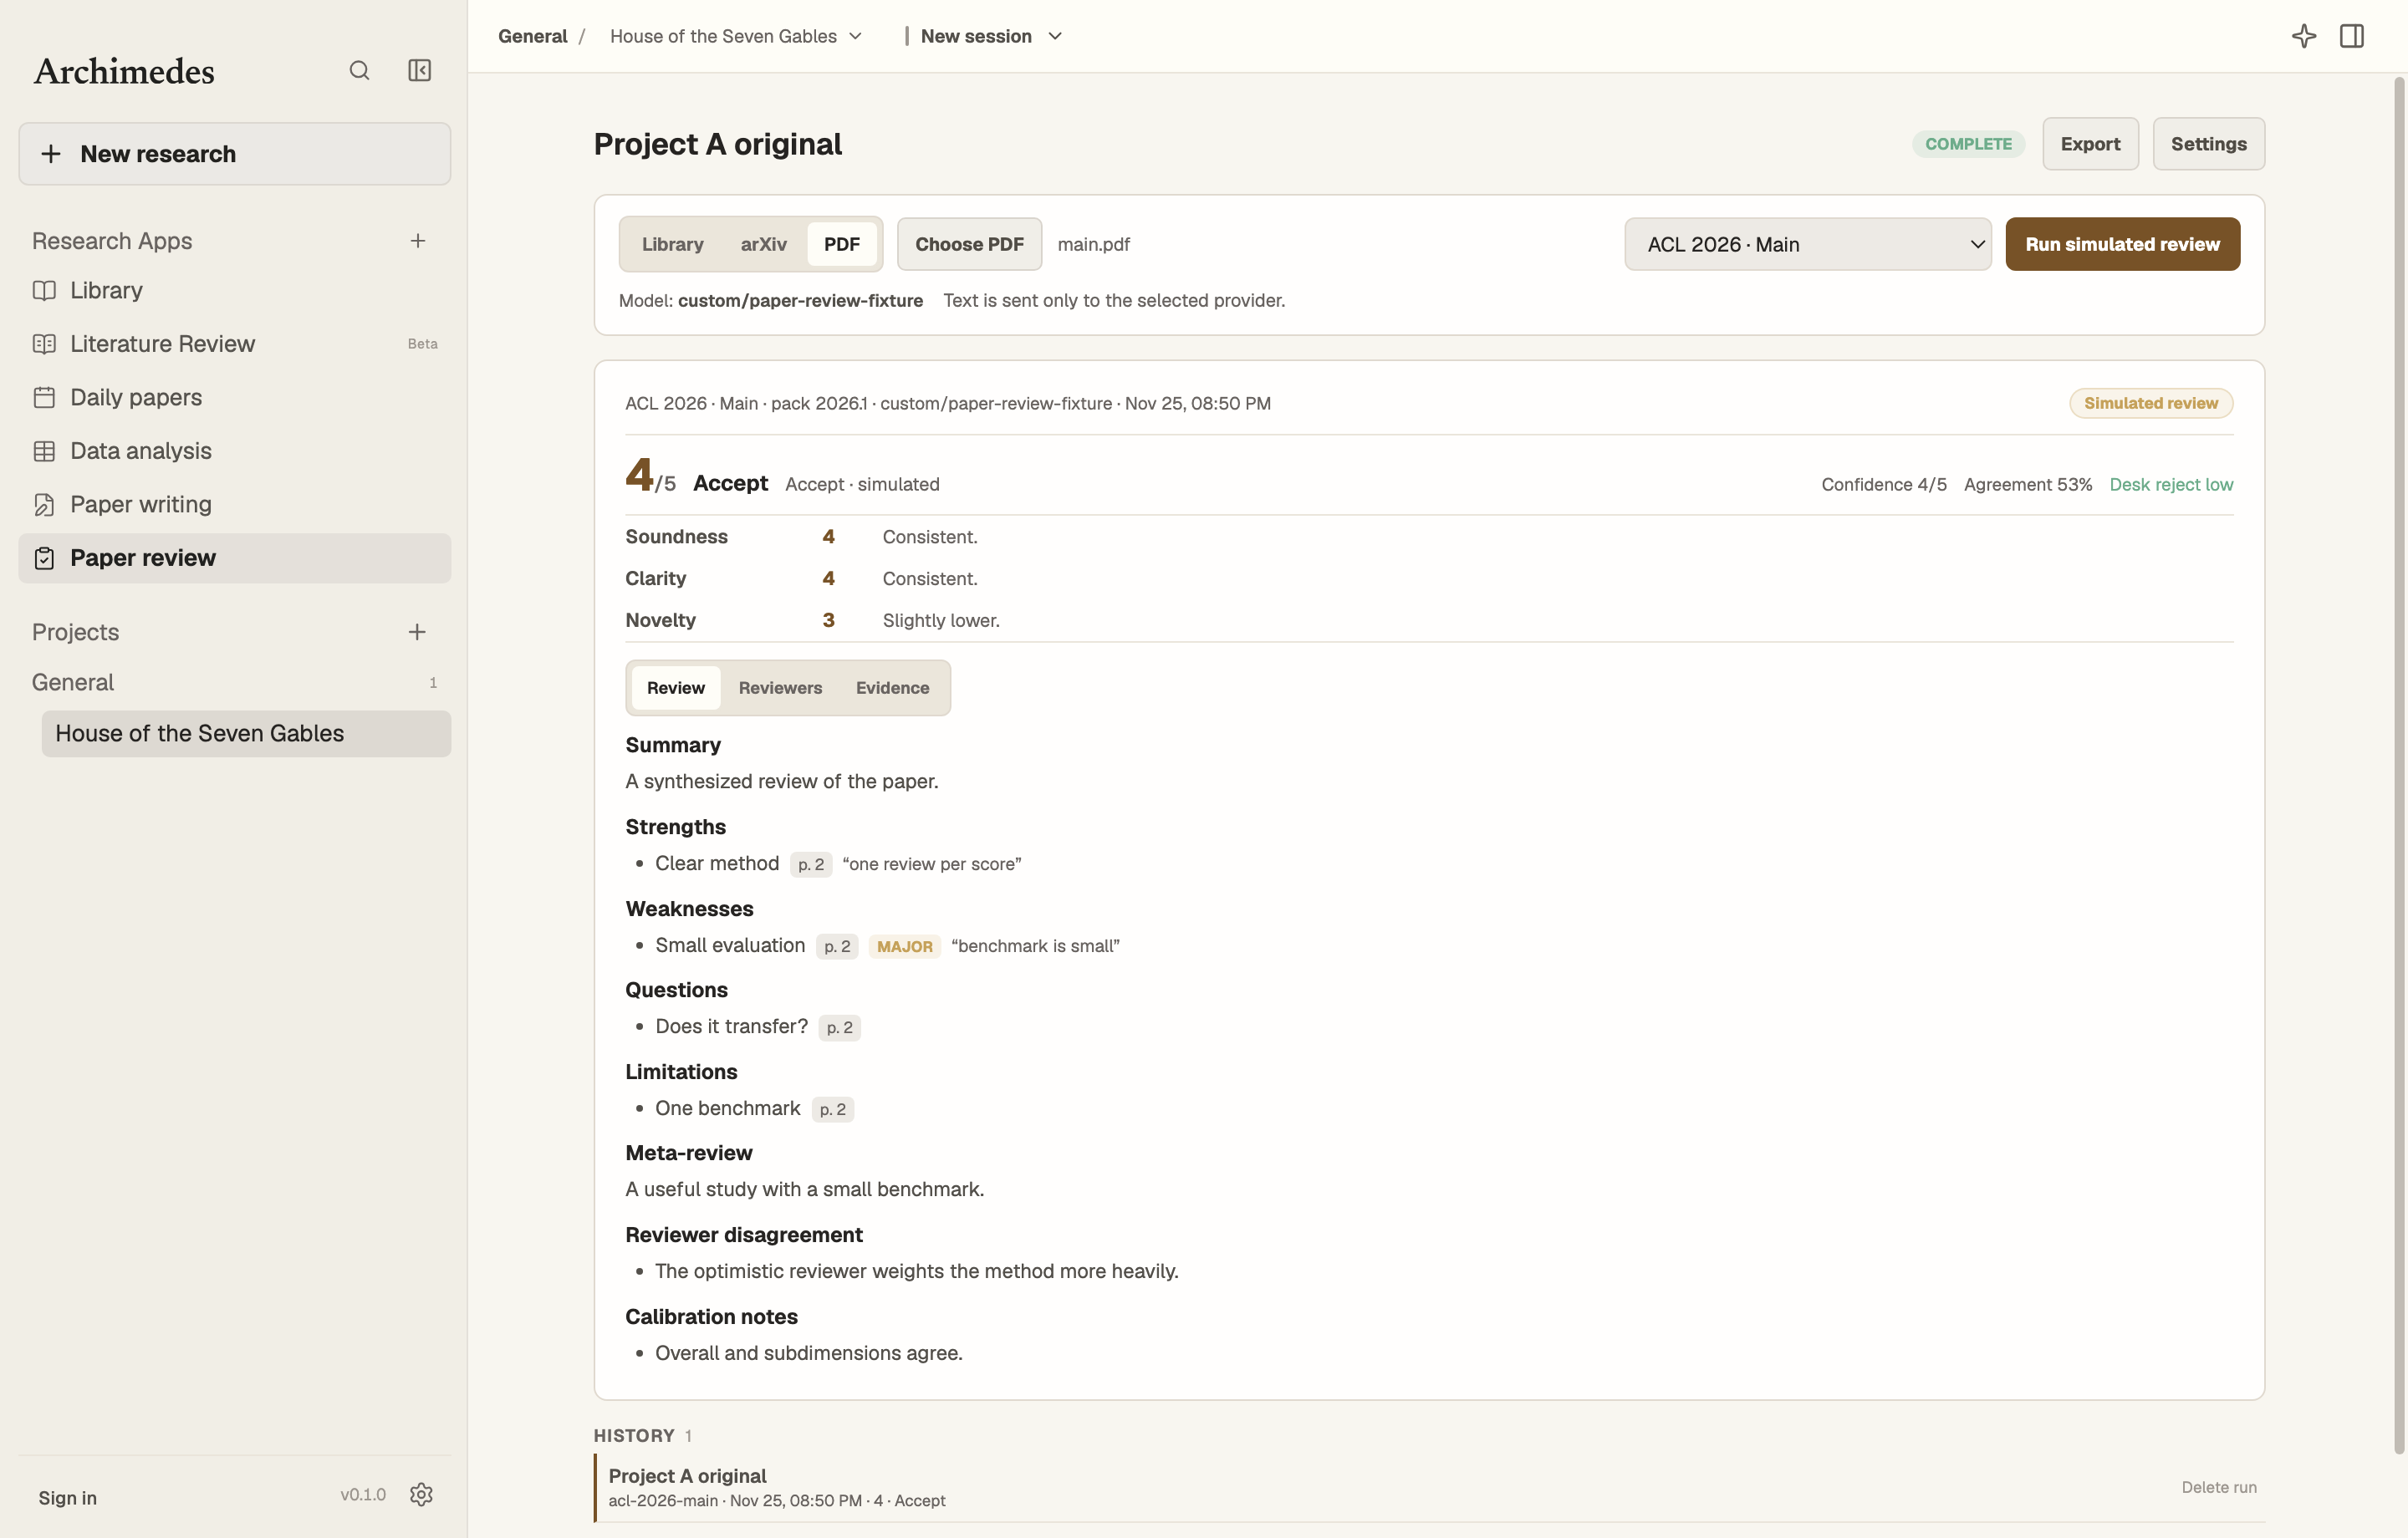 Archimedes
New research
Research Apps
Library
Literature Review Beta
Daily papers
Data analysis
Paper writing
Paper review
Projects
General 1
House of the Seven Gables
Sign in v0.1.0
General / House of the Seven Gables New session
Project A original COMPLETE Export Settings
Library arXiv PDF Choose PDF main.pdf ACL 2026 · Main Run simulated review
Model: custom/paper-review-fixture Text is sent only to the selected provider.
ACL 2026 · Main · pack 2026.1 · custom/paper-review-fixture · Nov 25, 08:50 PM Simulated review
4/5 Accept Accept · simulated Confidence 4/5 Agreement 53% Desk reject low
Soundness 4 Consistent.
Clarity 4 Consistent.
Novelty 3 Slightly lower.
Review Reviewers Evidence
Summary
A synthesized review of the paper.
Strengths
• Clear method p. 2 “one review per score”
Weaknesses
• Small evaluation p. 2 MAJOR “benchmark is small”
Questions
• Does it transfer? p. 2
Limitations
• One benchmark p. 2
Meta-review
A useful study with a small benchmark.
Reviewer disagreement
• The optimistic reviewer weights the method more heavily.
Calibration notes
• Overall and subdimensions agree.
HISTORY 1
Project A original
acl-2026-main · Nov 25, 08:50 PM · 4 · Accept Delete run